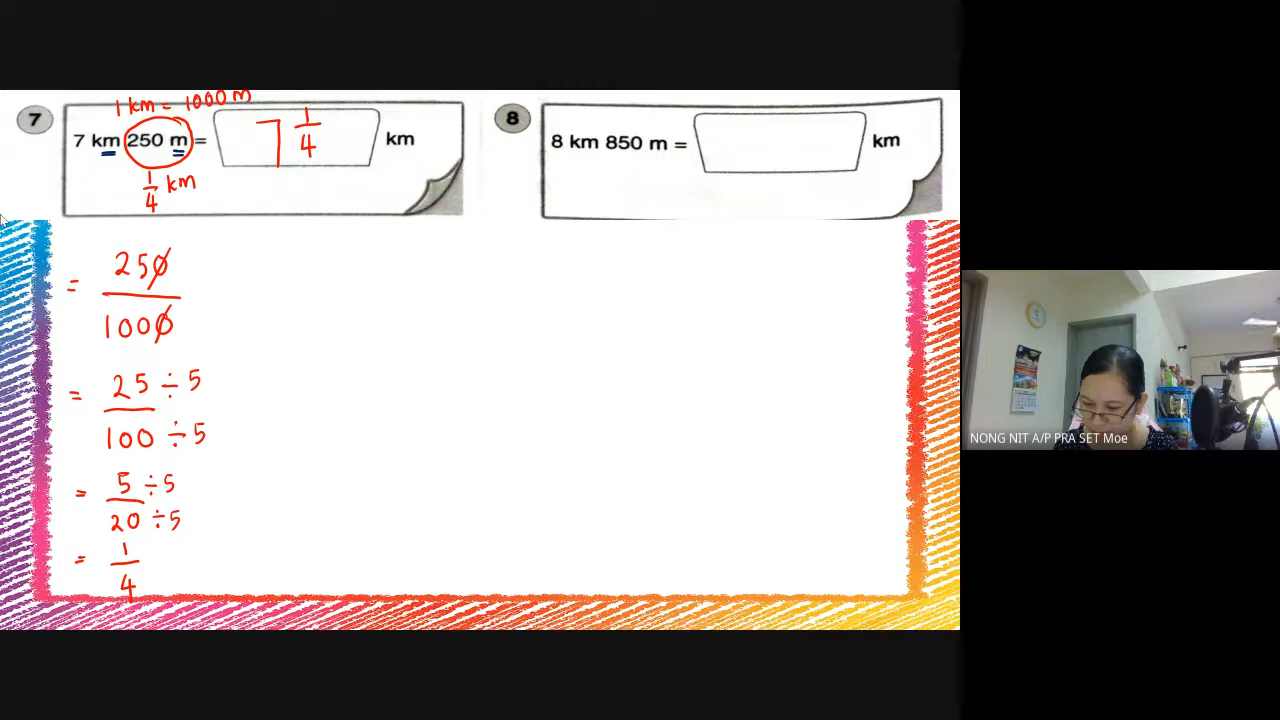 1 km = 1000 m
7
7 km 250 m = 7 1/4 km
1/4 km
= 250/1000
= 25 ÷ 5
100 ÷ 5
= 5 ÷ 5
20 ÷ 5
= 1/4
8
8 km 850 m = km
NONG NIT A/P PRA SET Moe